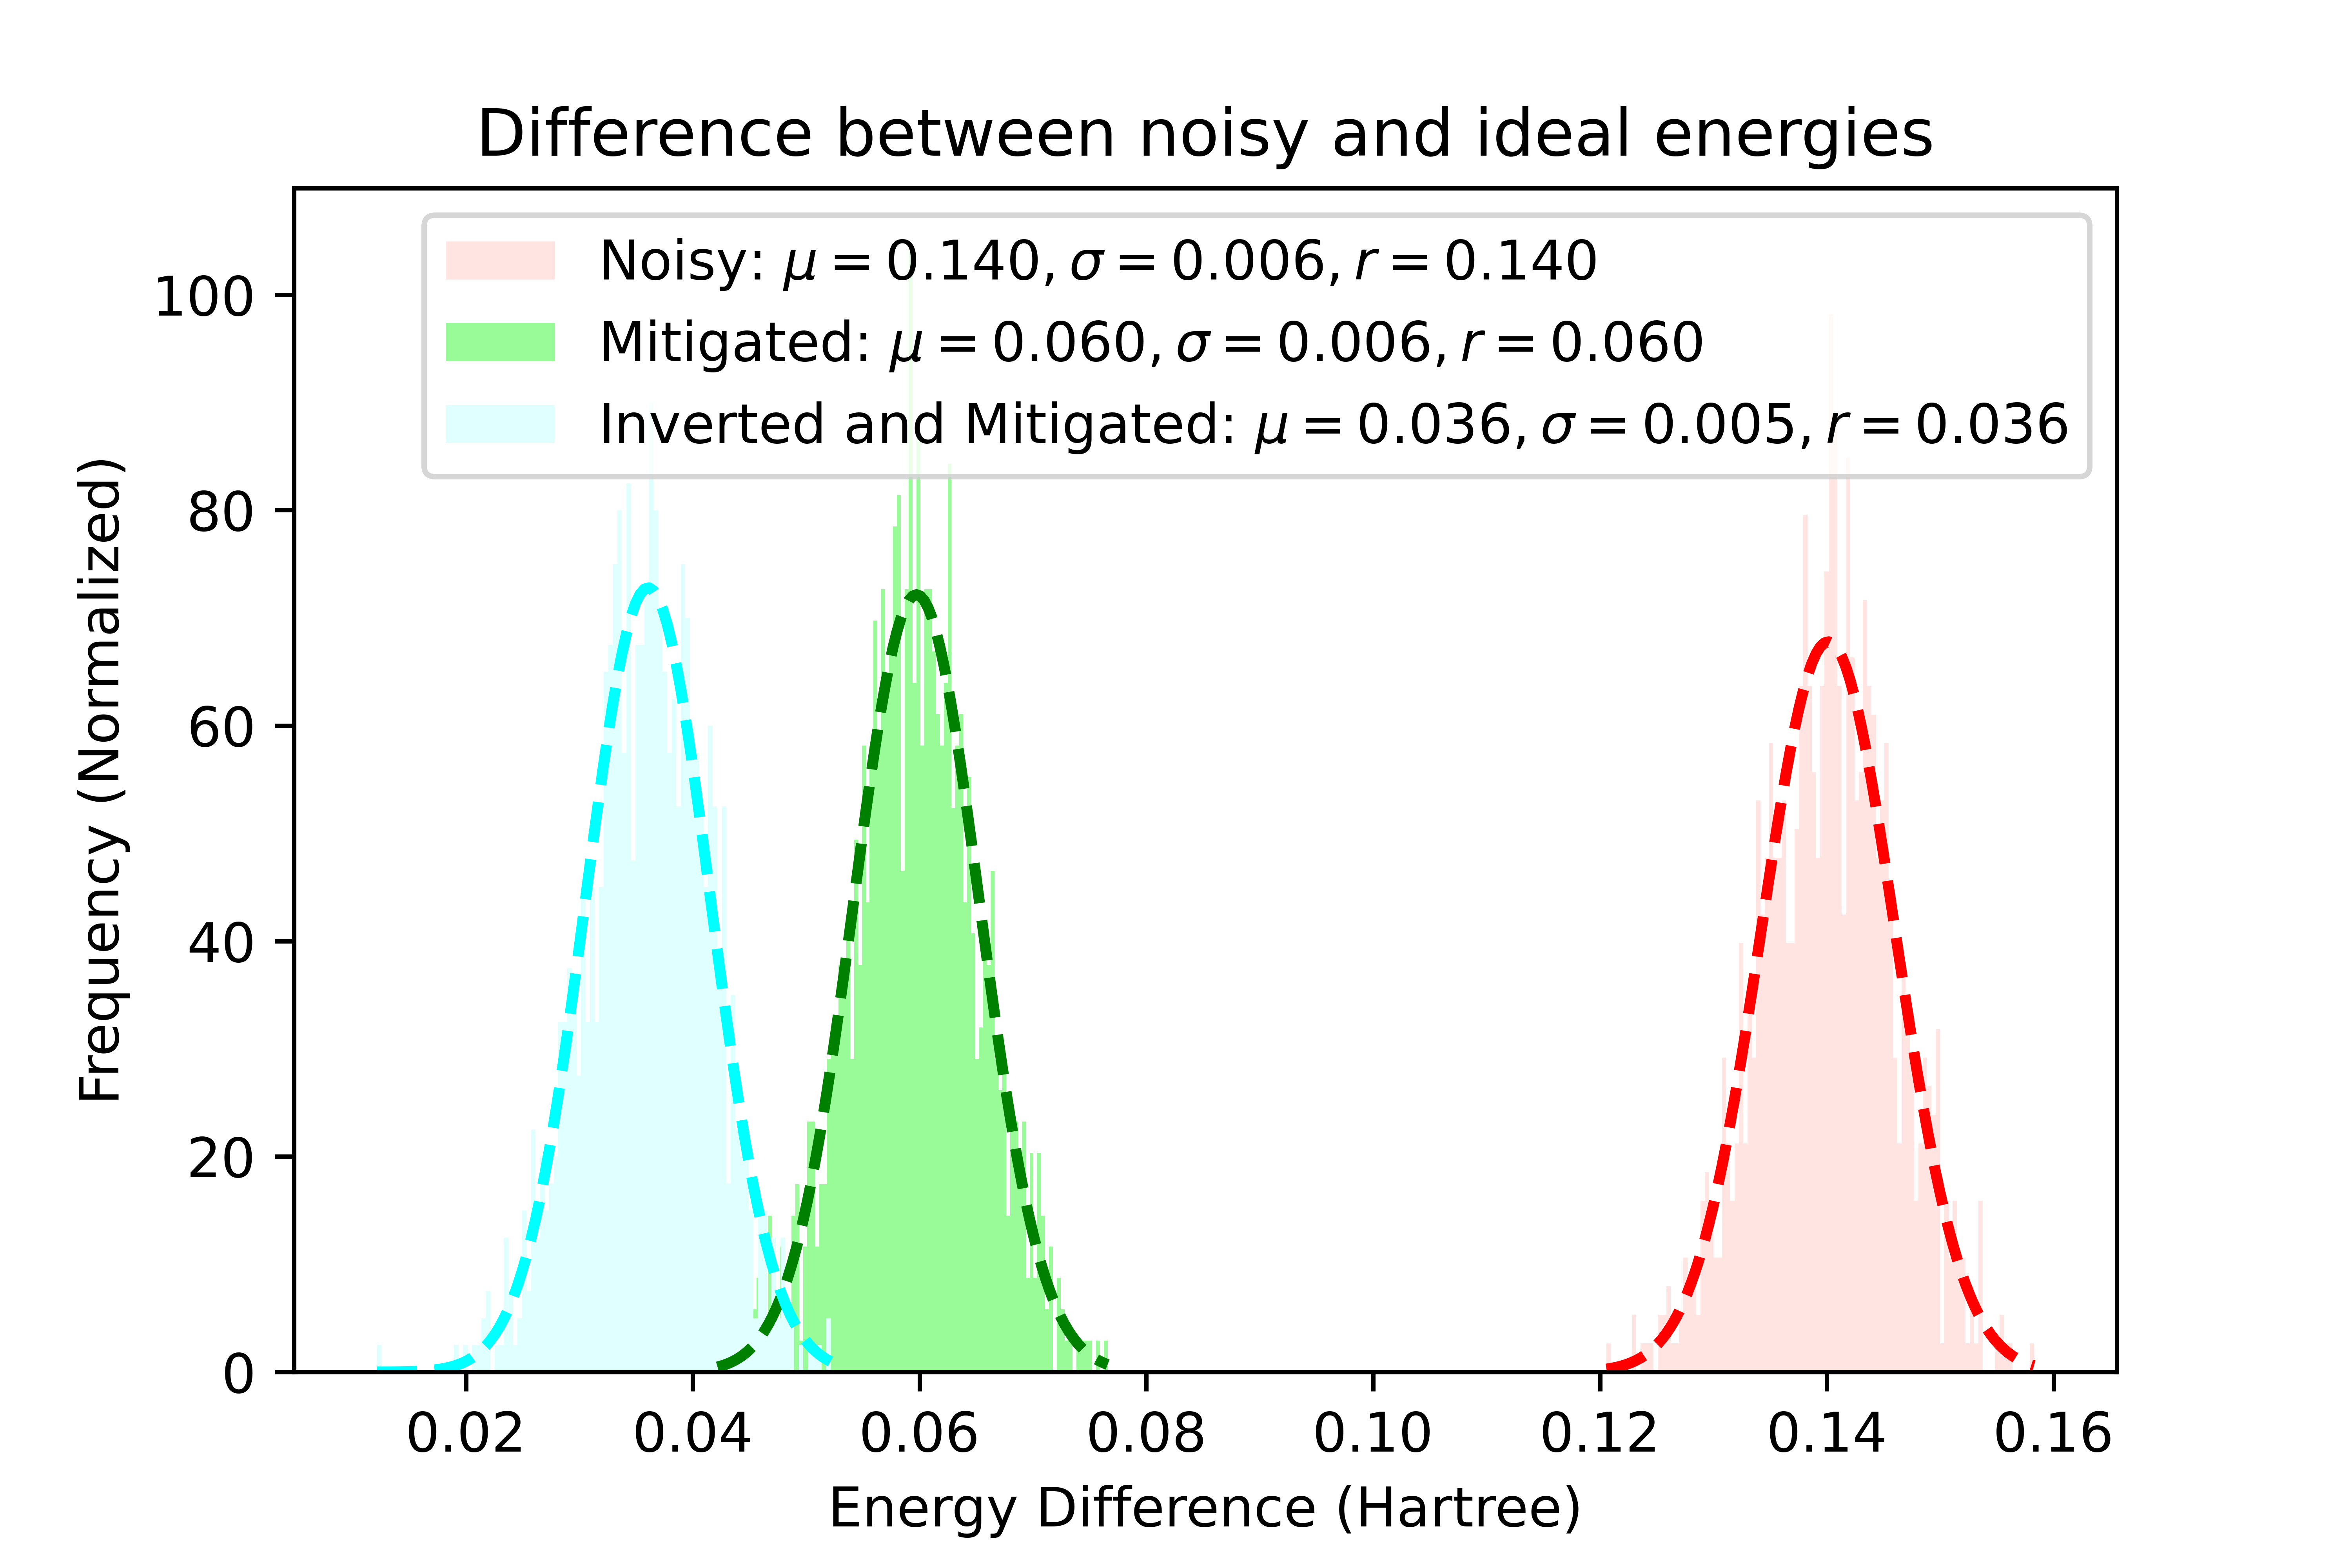 Difference between noisy and ideal energies
Noisy: μ = 0.140, σ = 0.006, r = 0.140
Mitigated: μ = 0.060, σ = 0.006, r = 0.060
Inverted and Mitigated: μ = 0.036, σ = 0.005, r = 0.036
Frequency (Normalized)
100
80
60
40
20
0
0.02 0.04 0.06 0.08 0.10 0.12 0.14 0.16
Energy Difference (Hartree)